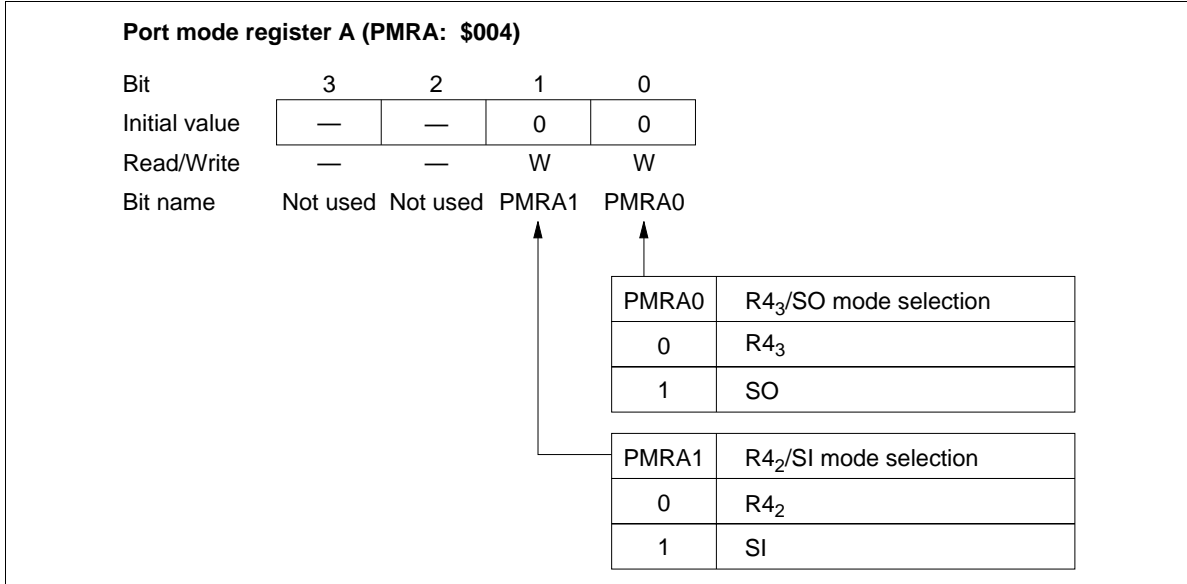 Port mode register A (PMRA: $004)
Bit 3 2 1 0
Initial value — — 0 0
Read/Write — — W W
Bit name Not used Not used PMRA1 PMRA0
PMRA0 R4₃/SO mode selection
0 R4₃
1 SO
PMRA1 R4₂/SI mode selection
0 R4₂
1 SI